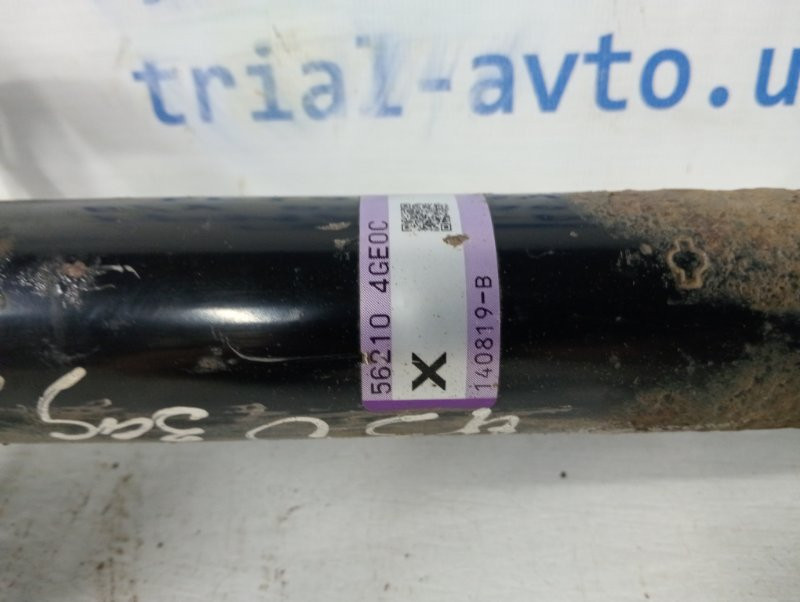 trial-avto.u
56210 4GE0C
X
140819-B